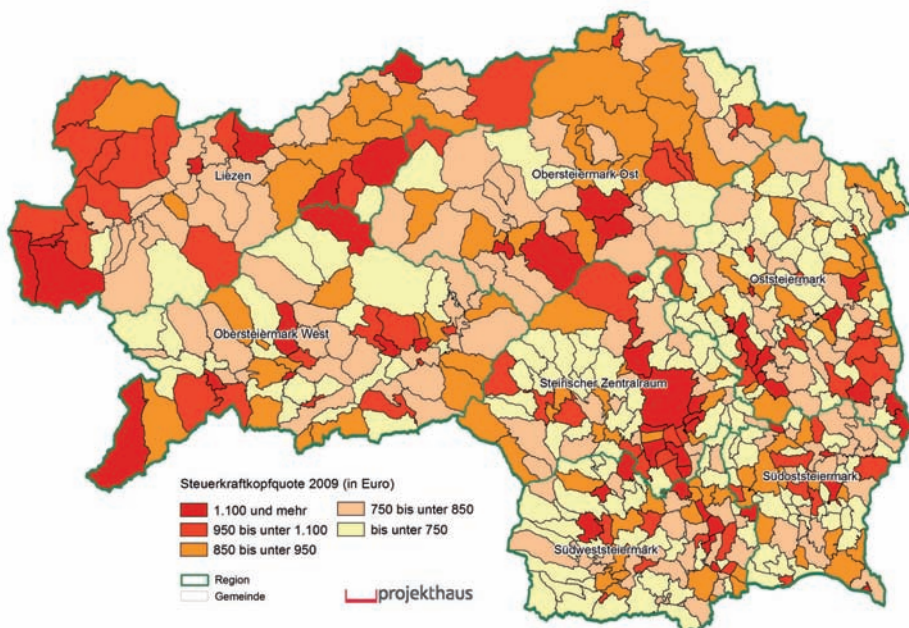 Liezen
Obersteiermark Ost
Oststeiermark
Obersteiermark West
Steirischer Zentralraum
Südoststeiermark
Südweststeiermark
Steuerkraftkopfquote 2009 (in Euro)
1.100 und mehr
950 bis unter 1.100
850 bis unter 950
750 bis unter 850
bis unter 750
Region
Gemeinde
projekthaus